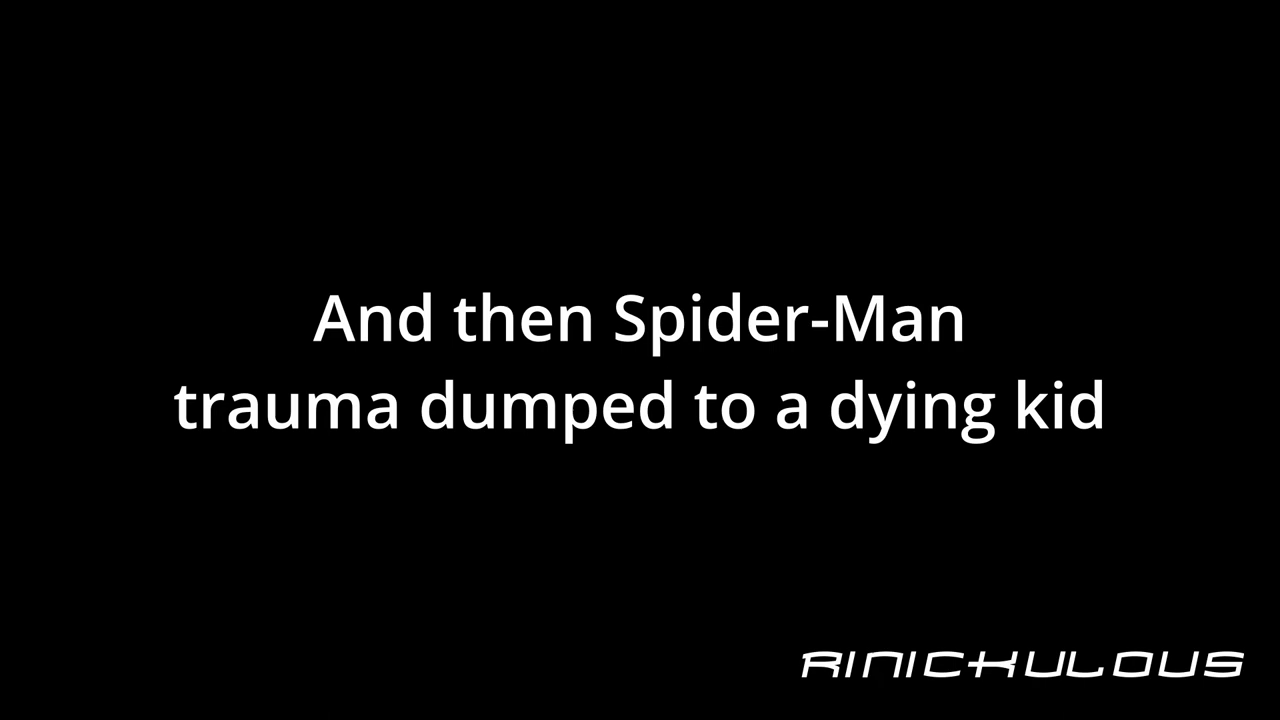 And then Spider-Man
trauma dumped to a dying kid
RINICKULOUS